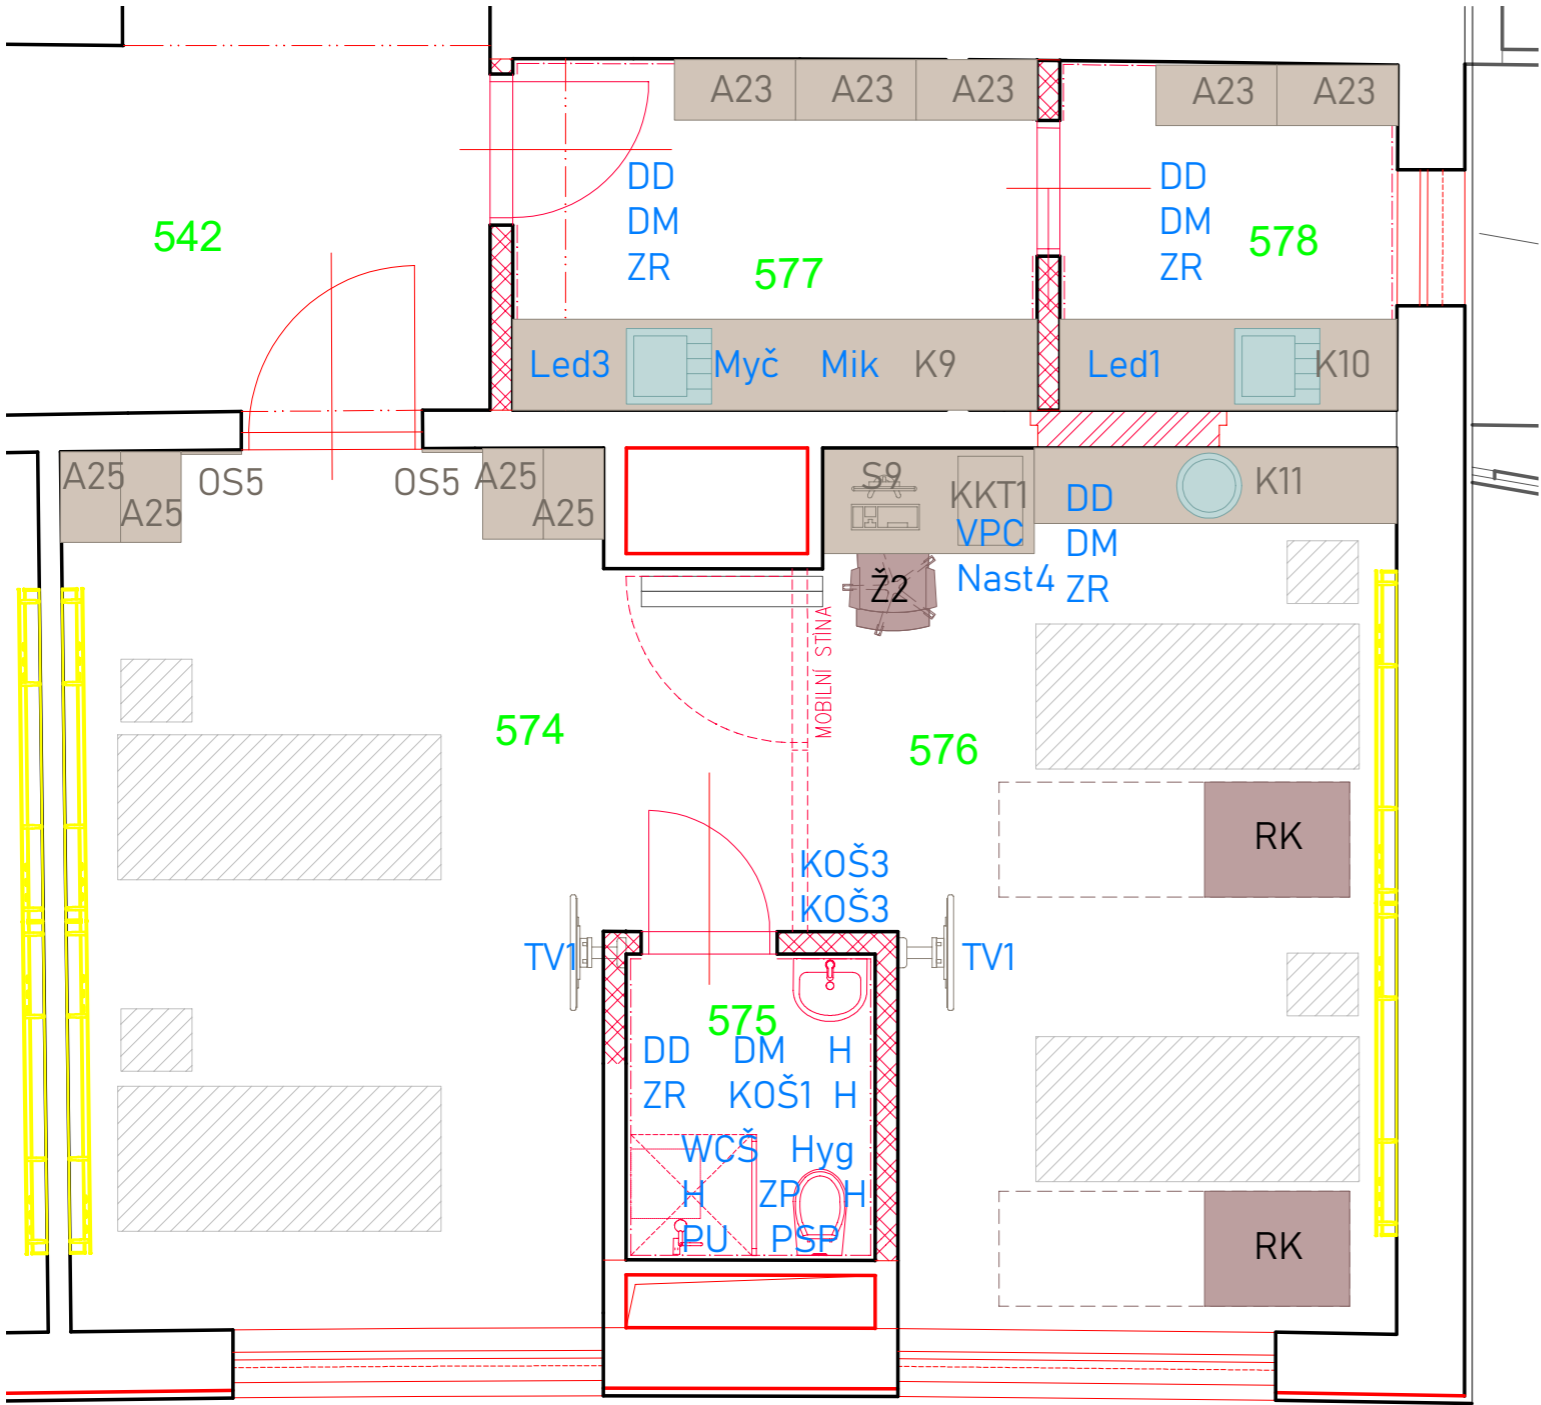 A23 A23 A23 A23 A23
DD DD
DM DM
542 578
ZR ZR
577
Led3 Myč Mik K9 Led1 K10
A25 OS5 OS5 A25 S9 K11
A25 A25 KKT1 DD
VPC DM
Ž2 Nast4 ZR
MOBILNÍ STÍNA
574 576
RK
KOŠ3
KOŠ3
TV1 TV1
575
DD DM H
ZR KOŠ1 H
WCŠ Hyg
H ZP H
PU PSP
RK